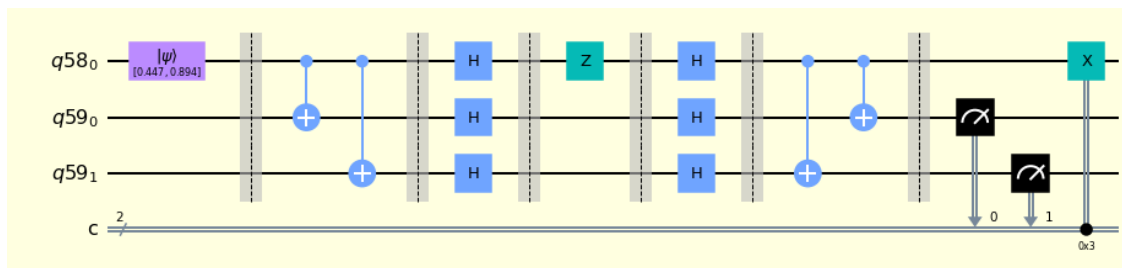 q58₀ |ψ⟩ H Z H X
[0.447, 0.894]
q59₀ H H
q59₁ H H
c 2 0 1
0x3